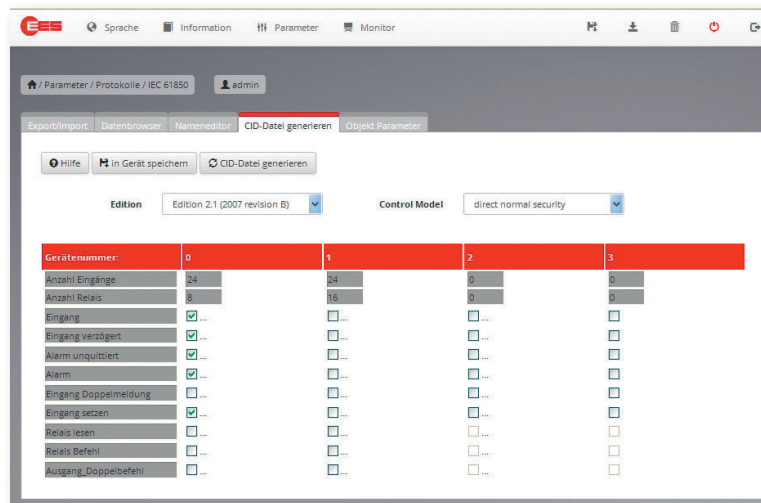 EES Sprache Information Parameter Monitor
/ Parameter / Protokolle / IEC 61850 admin
Export/Import Datenbrowser Nameneditor CID-Datei generieren Objekt Parameter
Hilfe in Gerät speichern CID-Datei generieren
Edition Edition 2.1 (2007 revision B) Control Model direct normal security
Gerätenummer: 0 1 2 3
Anzahl Eingänge 24 24 0 0
Anzahl Relais 8 16 0 0
Eingang ... ... ...
Eingang verzögert ... ... ...
Alarm unquittiert ... ... ...
Alarm ... ... ...
Eingang Doppelmeldung ... ... ...
Eingang setzen ... ... ...
Relais lesen ... ... ...
Relais Befehl ... ... ...
Ausgang_Doppelbefehl ... ... ...